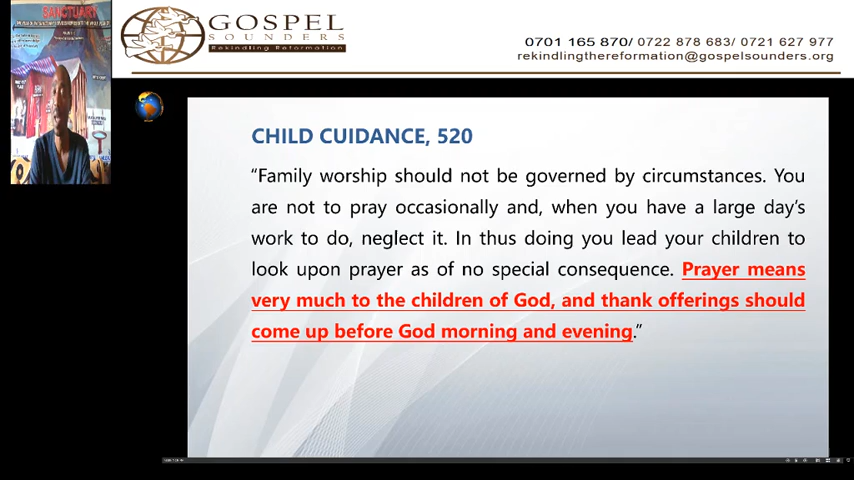 SANCTUARY
GOSPEL
SOUNDERS
Rekindling Reformation
0701 165 870/ 0722 878 683/ 0721 627 977
rekindlingthereformation@gospelsounders.org
CHILD CUIDANCE, 520
“Family worship should not be governed by circumstances. You
are not to pray occasionally and, when you have a large day’s
work to do, neglect it. In thus doing you lead your children to
look upon prayer as of no special consequence. Prayer means
very much to the children of God, and thank offerings should
come up before God morning and evening.”